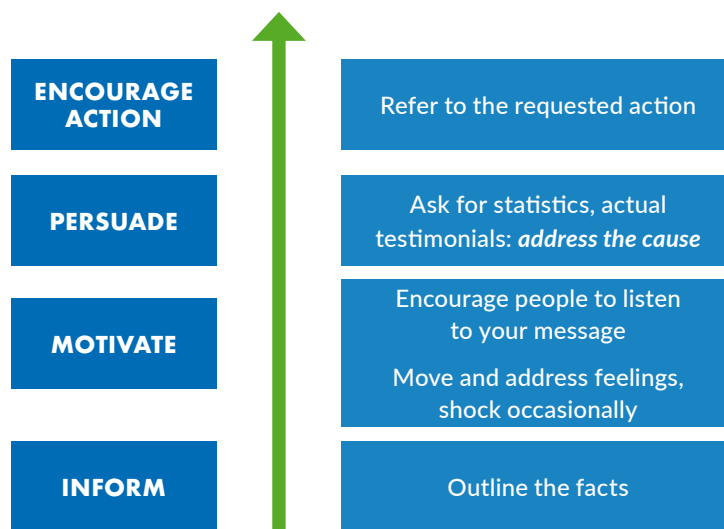 ENCOURAGE
ACTION
Refer to the requested action
PERSUADE
Ask for statistics, actual
testimonials: address the cause
MOTIVATE
Encourage people to listen
to your message
Move and address feelings,
shock occasionally
INFORM
Outline the facts